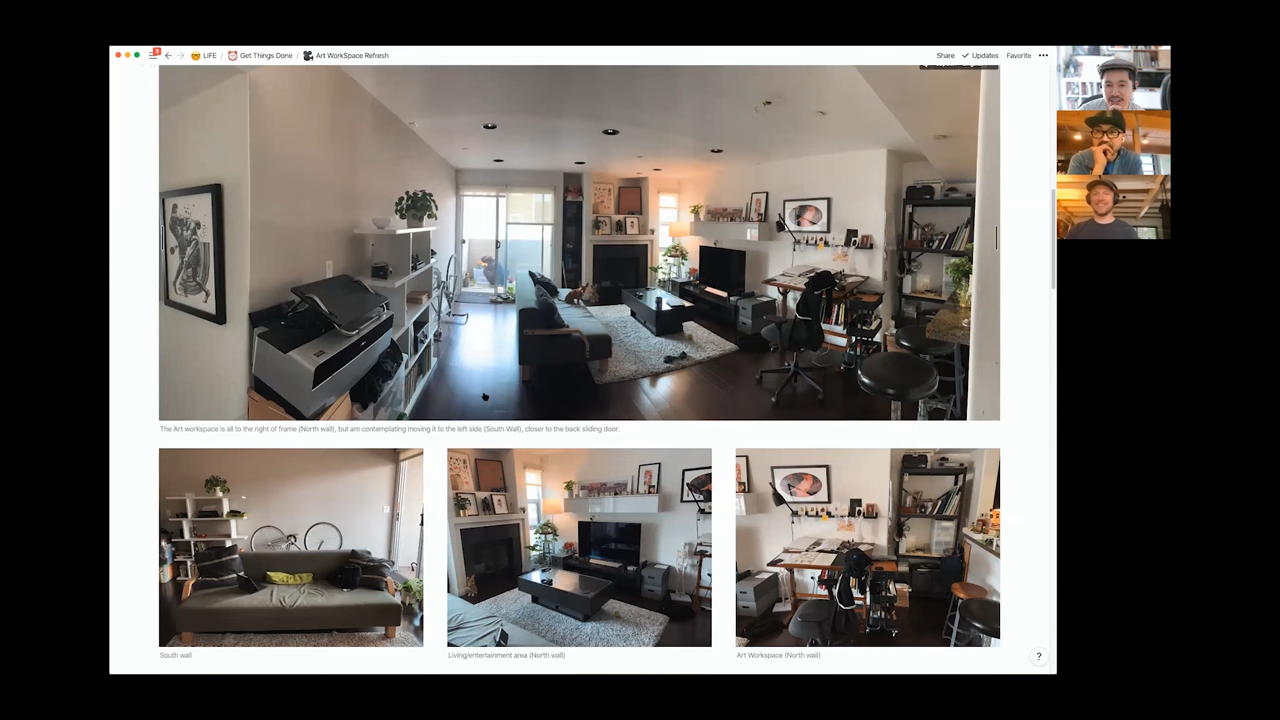 LIFE / Get Things Done / Art WorkSpace Refresh
Share Updates Favorite
The Art workspace is all to the right of frame (North wall), but am contemplating moving it to the left side (South Wall), closer to the back sliding door.
South wall
Living/entertainment area (North wall)
Art Workspace (North wall)
?